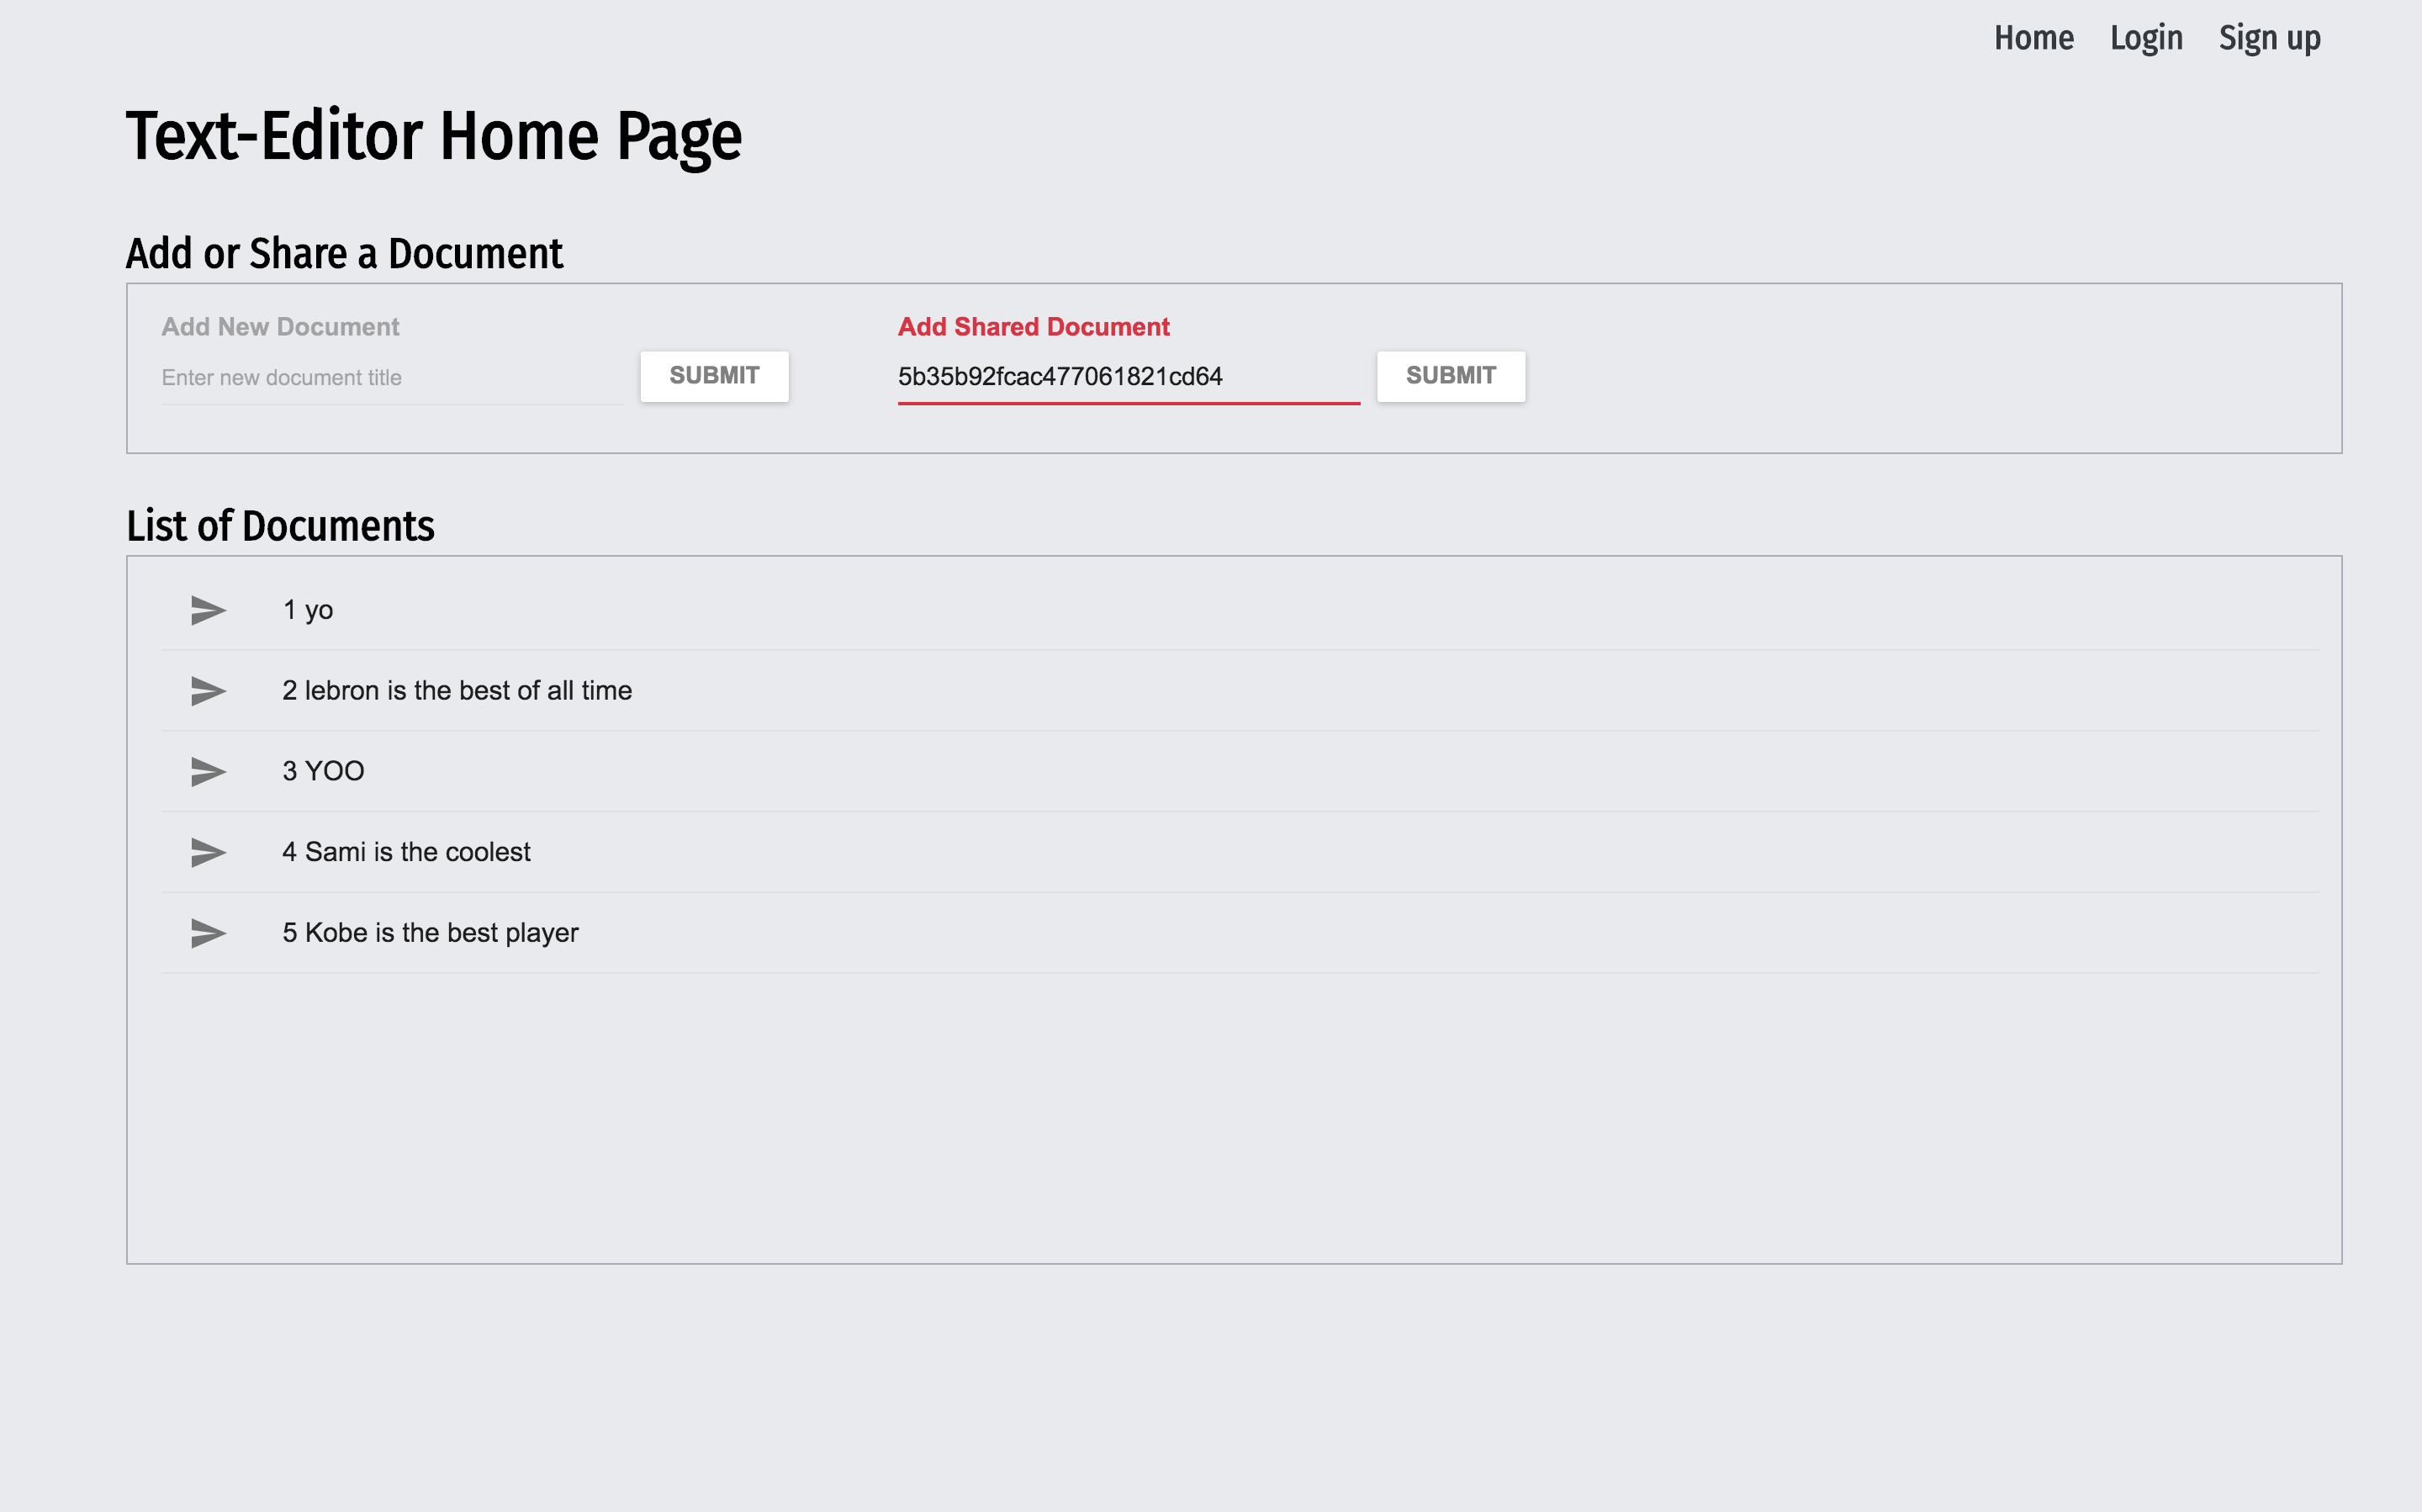 Home Login Sign up
Text-Editor Home Page
Add or Share a Document
Add New Document
Enter new document title
SUBMIT
Add Shared Document
5b35b92fcac477061821cd64
SUBMIT
List of Documents
1 yo
2 lebron is the best of all time
3 YOO
4 Sami is the coolest
5 Kobe is the best player